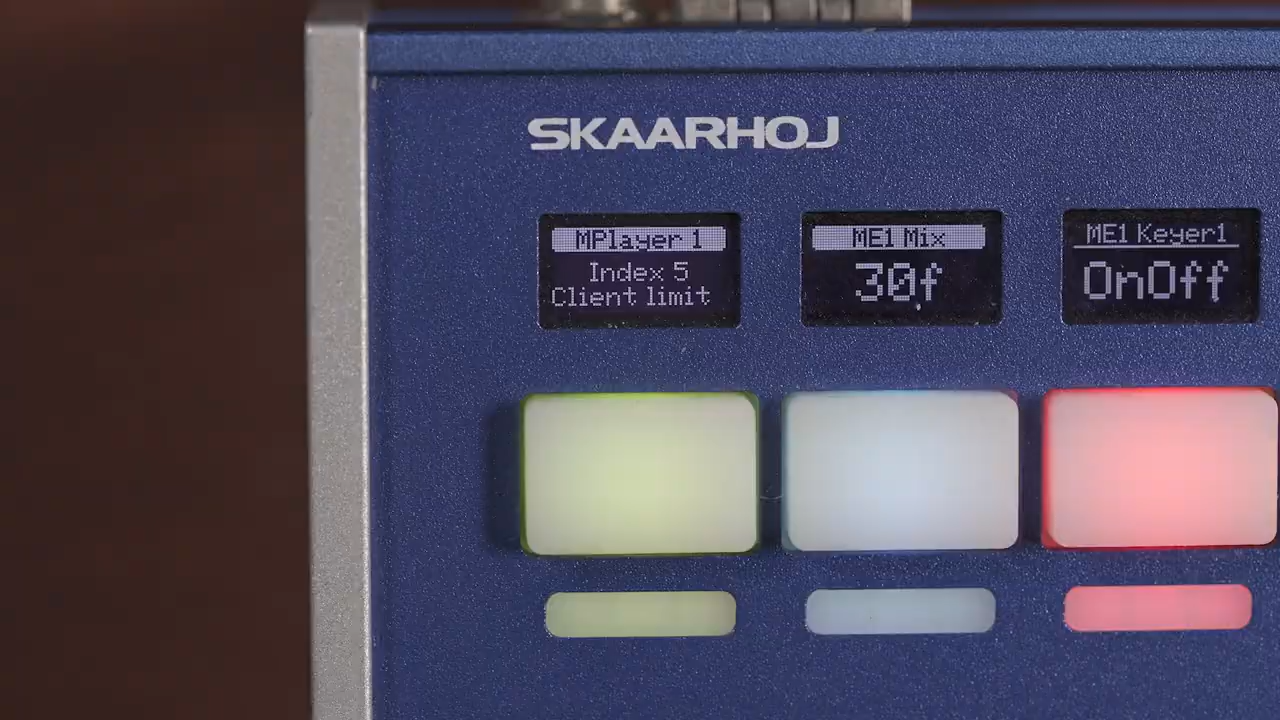 SKAARHOJ
MPlayer 1
Index 5
Client limit
ME1 Mix
30f
ME1 Keyer1
OnOff